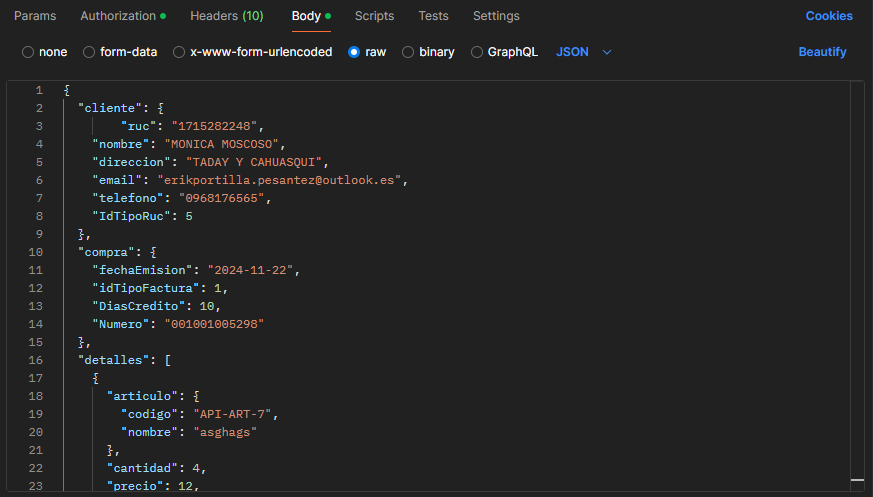 Params Authorization Headers (10) Body Scripts Tests Settings Cookies
none form-data x-www-form-urlencoded raw binary GraphQL JSON Beautify
1 {
2 "cliente": {
3 "ruc": "1715282248",
4 "nombre": "MONICA MOSCOSO",
5 "direccion": "TADAY Y CAHUASQUI",
6 "email": "erikportilla.pesantez@outlook.es",
7 "telefono": "0968176565",
8 "IdTipoRuc": 5
9 },
10 "compra": {
11 "fechaEmision": "2024-11-22",
12 "idTipoFactura": 1,
13 "DiasCredito": 10,
14 "Numero": "001001005298"
15 },
16 "detalles": [
17 {
18 "articulo": {
19 "codigo": "API-ART-7",
20 "nombre": "asghags"
21 },
22 "cantidad": 4,
23 "precio": 12,